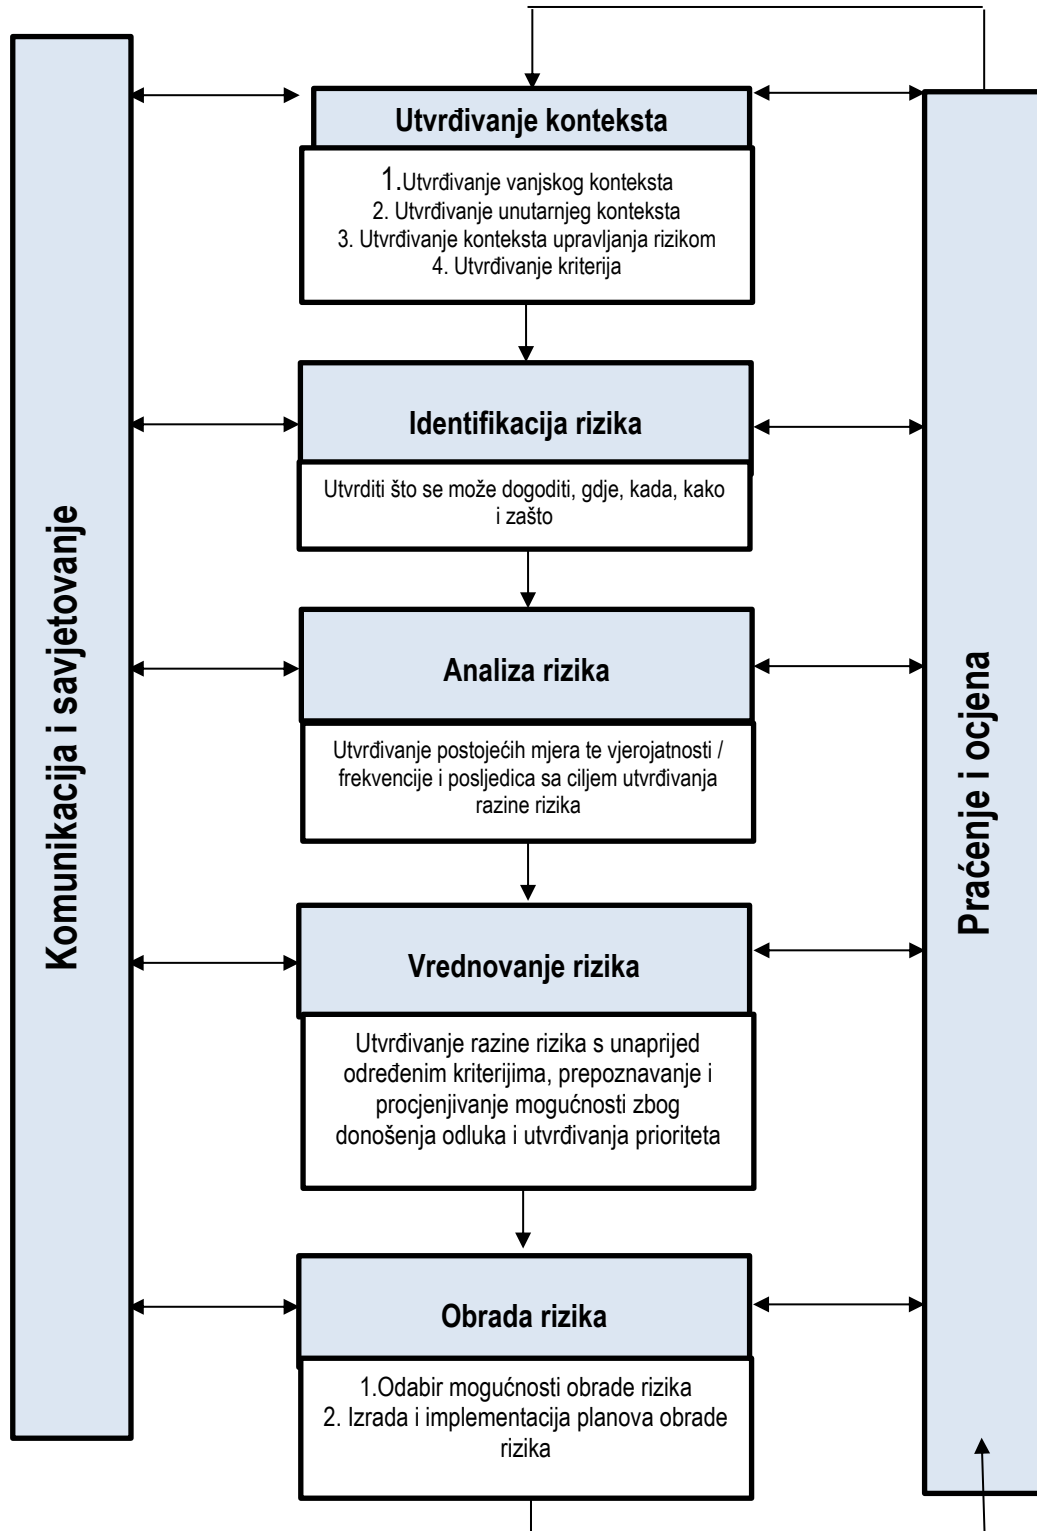 Komunikacija i savjetovanje
Utvrđivanje konteksta
1.Utvrđivanje vanjskog konteksta
2. Utvrđivanje unutarnjeg konteksta
3. Utvrđivanje konteksta upravljanja rizikom
4. Utvrđivanje kriterija
Identifikacija rizika
Utvrditi što se može dogoditi, gdje, kada, kako
i zašto
Analiza rizika
Utvrđivanje postojećih mjera te vjerojatnosti /
frekvencije i posljedica sa ciljem utvrđivanja
razine rizika
Vrednovanje rizika
Utvrđivanje razine rizika s unaprijed
određenim kriterijima, prepoznavanje i
procjenjivanje mogućnosti zbog
donošenja odluka i utvrđivanja prioriteta
Obrada rizika
1.Odabir mogućnosti obrade rizika
2. Izrada i implementacija planova obrade
rizika
Praćenje i ocjena